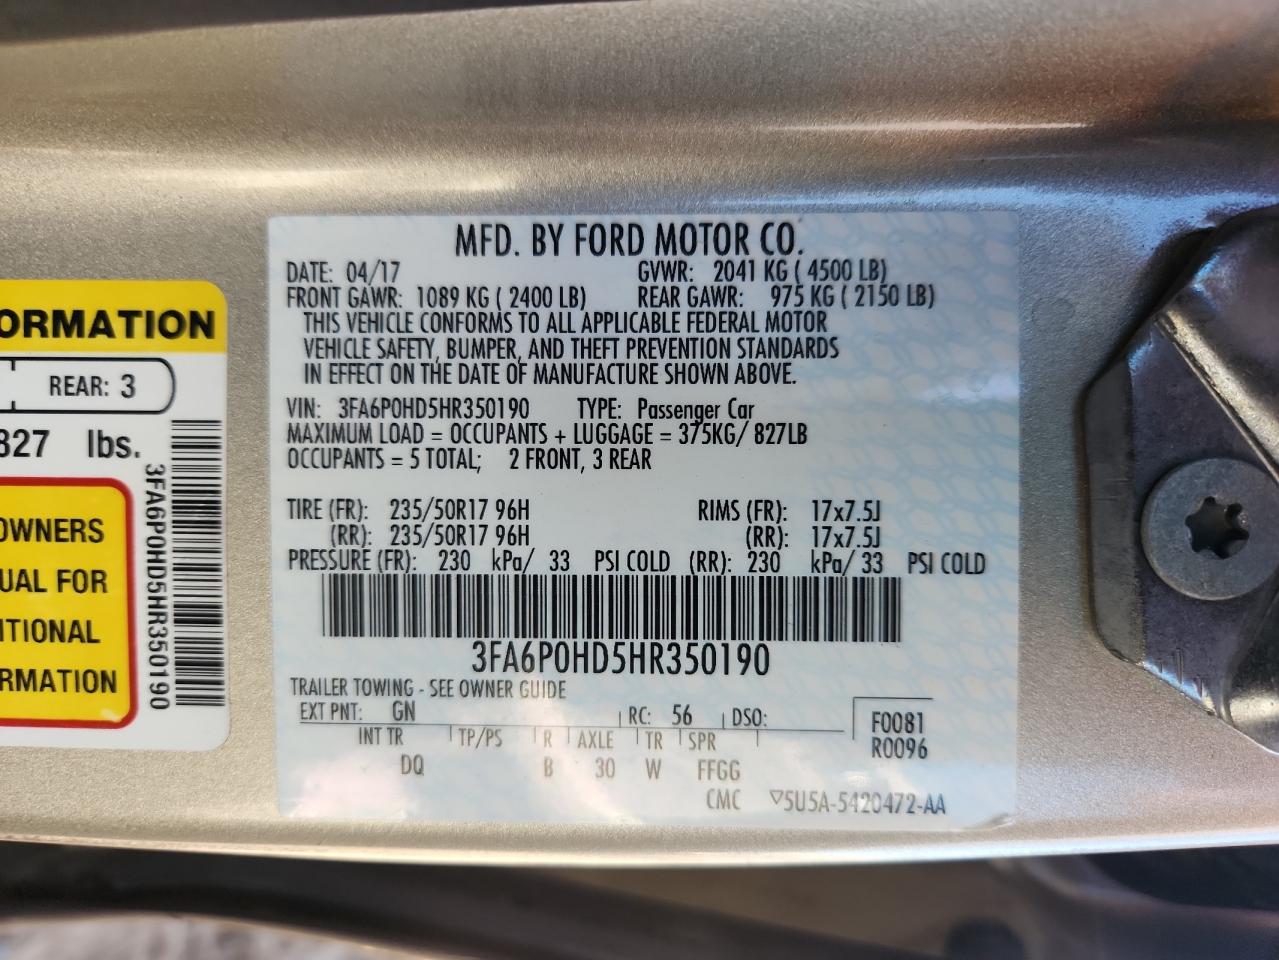 MFD. BY FORD MOTOR CO.
DATE: 04/17 GVWR: 2041 KG ( 4500 LB)
FRONT GAWR: 1089 KG ( 2400 LB) REAR GAWR: 975 KG ( 2150 LB)
THIS VEHICLE CONFORMS TO ALL APPLICABLE FEDERAL MOTOR
VEHICLE SAFETY, BUMPER, AND THEFT PREVENTION STANDARDS
IN EFFECT ON THE DATE OF MANUFACTURE SHOWN ABOVE.
VIN: 3FA6P0HD5HR350190 TYPE: Passenger Car
MAXIMUM LOAD = OCCUPANTS + LUGGAGE = 375KG/ 827LB
OCCUPANTS = 5 TOTAL; 2 FRONT, 3 REAR
TIRE (FR): 235/50R17 96H RIMS (FR): 17x7.5J
(RR): 235/50R17 96H (RR): 17x7.5J
PRESSURE (FR): 230 kPa/ 33 PSI COLD (RR): 230 kPa/ 33 PSI COLD
3FA6P0HD5HR350190
TRAILER TOWING - SEE OWNER GUIDE
EXT PNT: GN RC: 56 DSO: F0081
INT TR TP/PS R AXLE TR SPR R0096
DQ B 30 W FFGG
CMC ▽5U5A-5420472-AA
ORMATION
REAR: 3
827 lbs.
3FA6P0HD5HR350190
OWNERS
UAL FOR
ITIONAL
RMATION